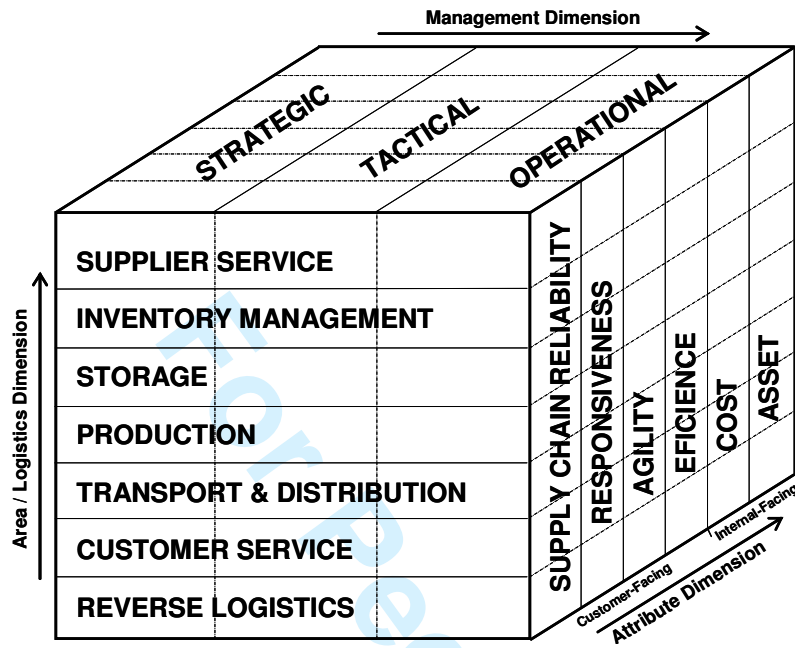 Management Dimension
STRATEGIC
TACTICAL
OPERATIONAL
Area / Logistics Dimension
SUPPLIER SERVICE
INVENTORY MANAGEMENT
STORAGE
PRODUCTION
TRANSPORT & DISTRIBUTION
CUSTOMER SERVICE
REVERSE LOGISTICS
SUPPLY CHAIN RELIABILITY
RESPONSIVENESS
AGILITY
EFICIENCE
COST
ASSET
Customer-Facing
Internal-Facing
Attribute Dimension
For